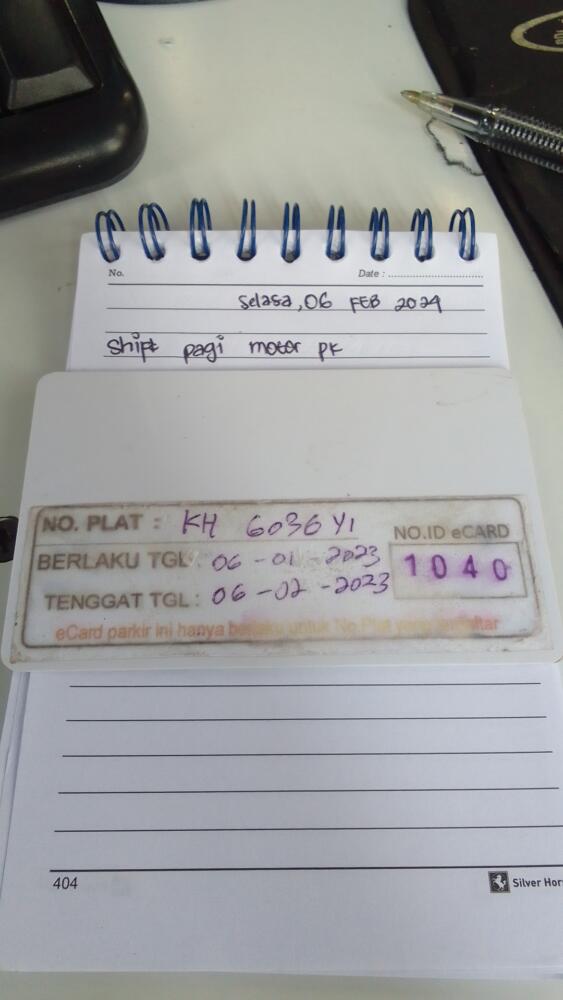 No.
Date : ................................
Selasa, 06 FEB 2024
Shift pagi motor PK
NO. PLAT : KH 6036 YI
NO.ID eCARD
BERLAKU TGL : 06 - 01 - 2023
1040
TENGGAT TGL : 06 - 02 - 2023
eCard parkir ini hanya berlaku untuk No Plat yang terdaftar
404
Silver Hor